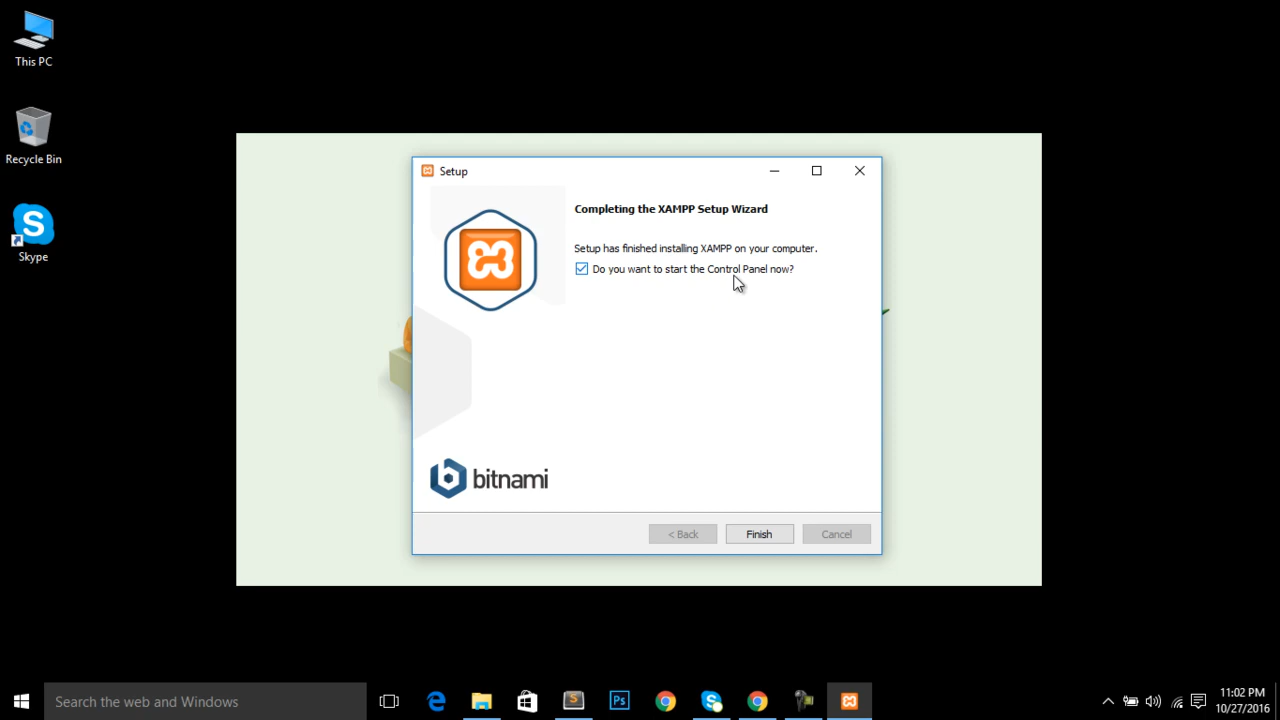 This PC
Recycle Bin
S
Skype
Setup
Completing the XAMPP Setup Wizard
Setup has finished installing XAMPP on your computer.
Do you want to start the Control Panel now?
bitnami
< Back
Finish
Cancel
Search the web and Windows
S
Ps
S
11:02 PM
10/27/2016